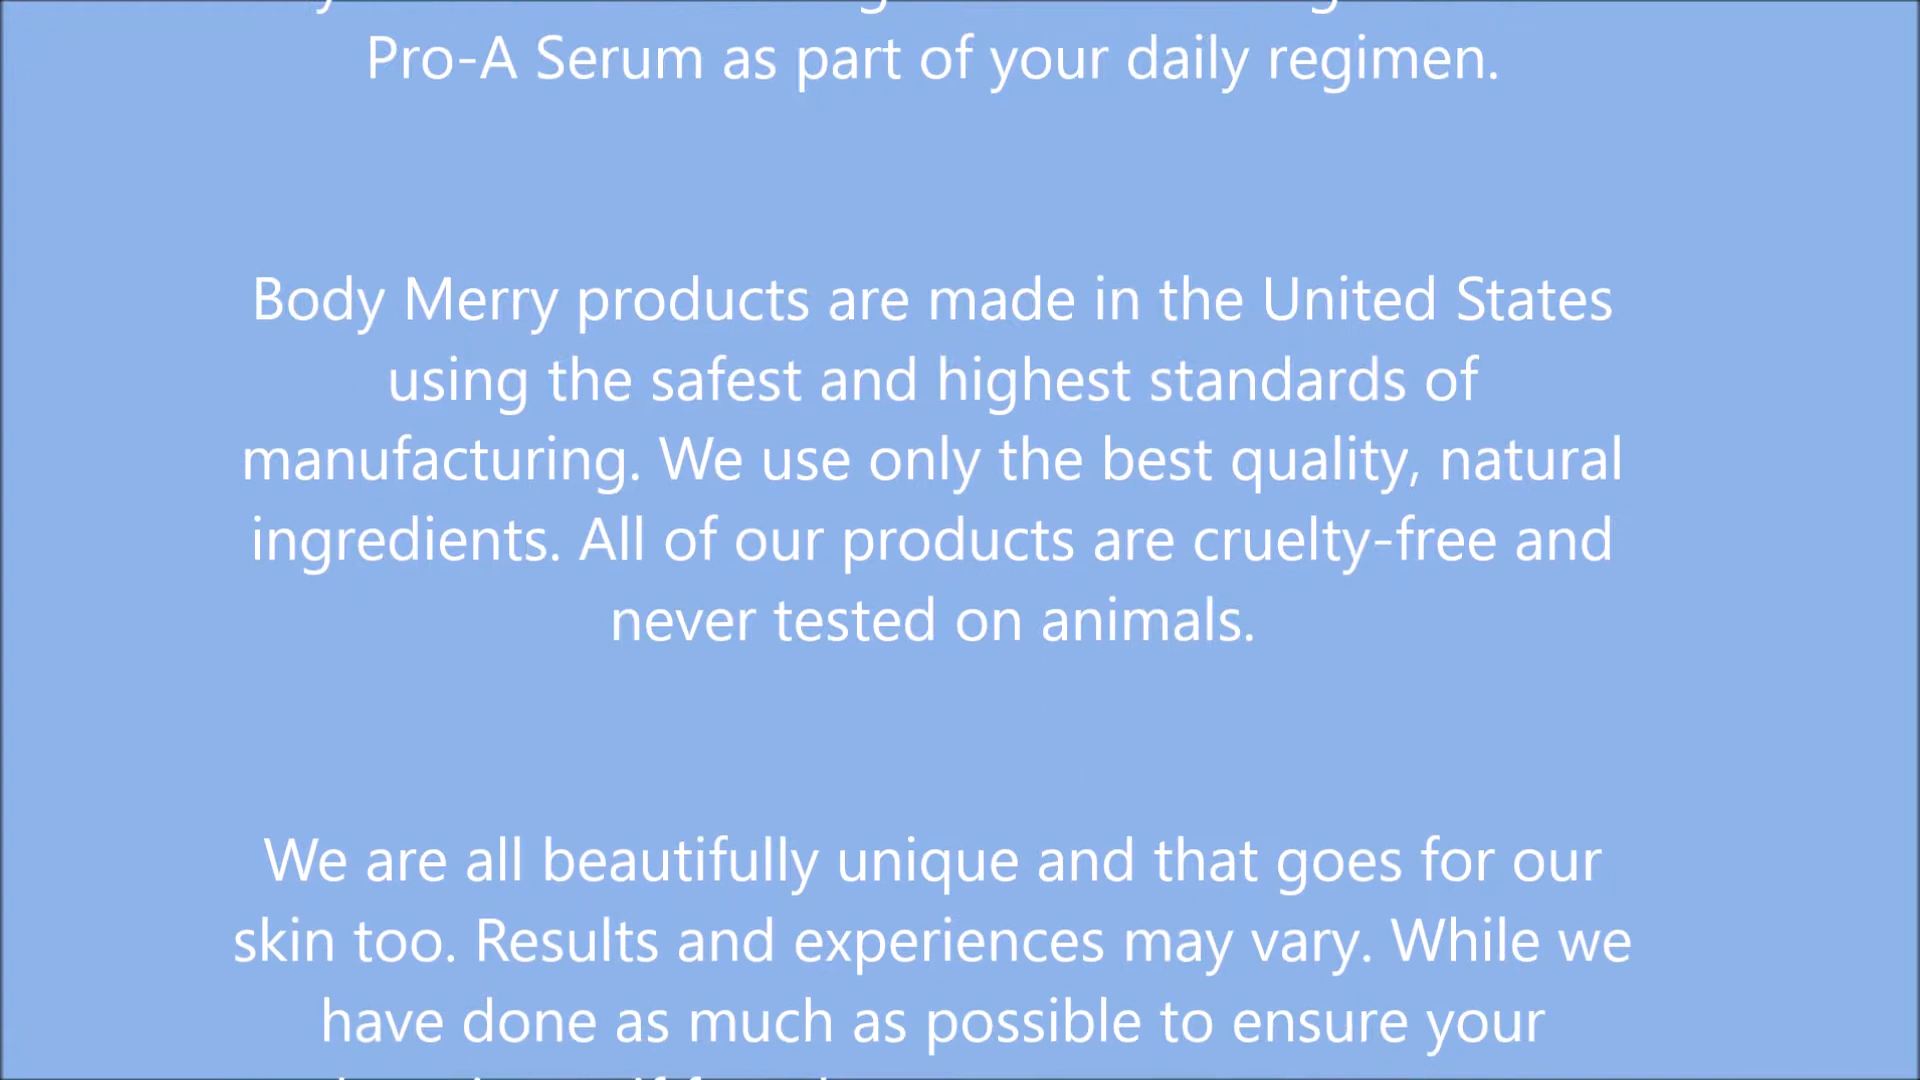 Pro-A Serum as part of your daily regimen.
Body Merry products are made in the United States
using the safest and highest standards of
manufacturing. We use only the best quality, natural
ingredients. All of our products are cruelty-free and
never tested on animals.
We are all beautifully unique and that goes for our
skin too. Results and experiences may vary. While we
have done as much as possible to ensure your